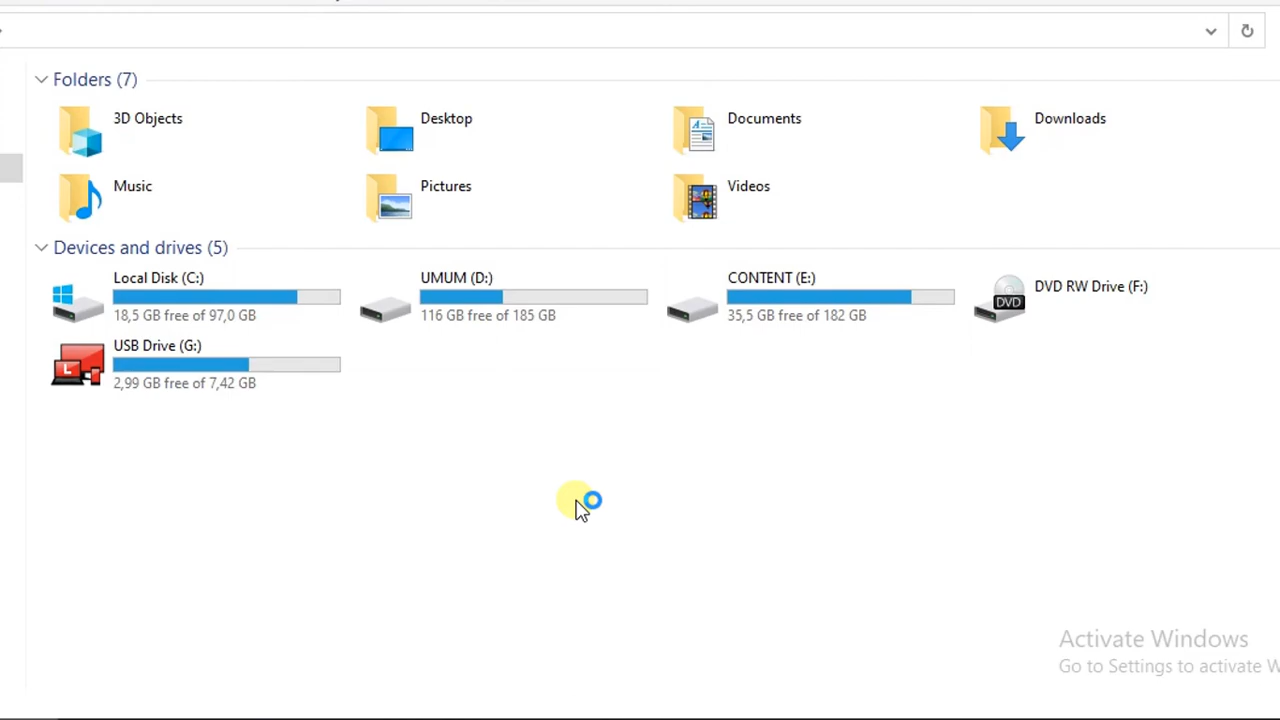 Folders (7)
3D Objects
Desktop
Documents
Downloads
Music
Pictures
Videos
Devices and drives (5)
Local Disk (C:)
18,5 GB free of 97,0 GB
UMUM (D:)
116 GB free of 185 GB
CONTENT (E:)
35,5 GB free of 182 GB
DVD RW Drive (F:)
DVD
USB Drive (G:)
L
2,99 GB free of 7,42 GB
Activate Windows
Go to Settings to activate W